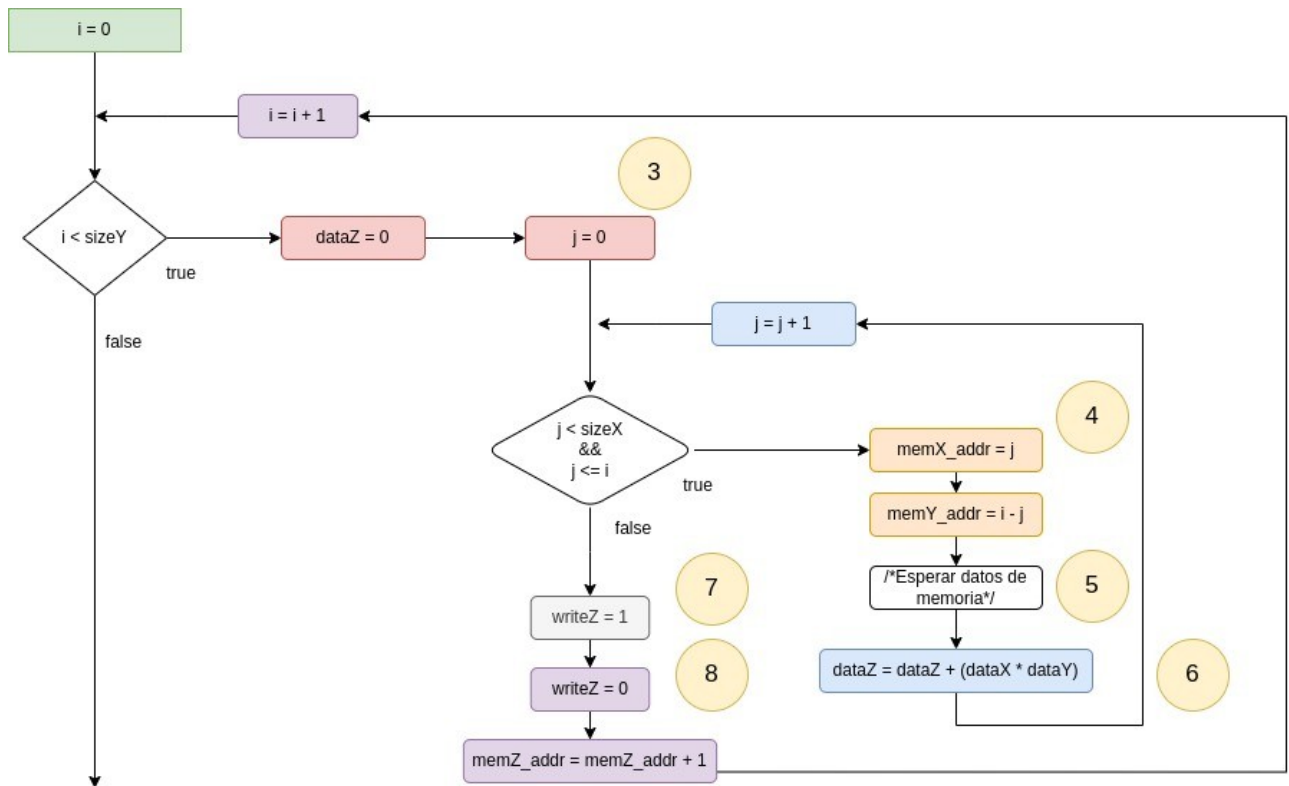 i = 0
i = i + 1
3
i < sizeY
true
dataZ = 0
j = 0
false
j = j + 1
j < sizeX
&&
j <= i
true
false
4
memX_addr = j
memY_addr = i - j
/*Esperar datos de
memoria*/
5
7
writeZ = 1
8
writeZ = 0
dataZ = dataZ + (dataX * dataY)
6
memZ_addr = memZ_addr + 1